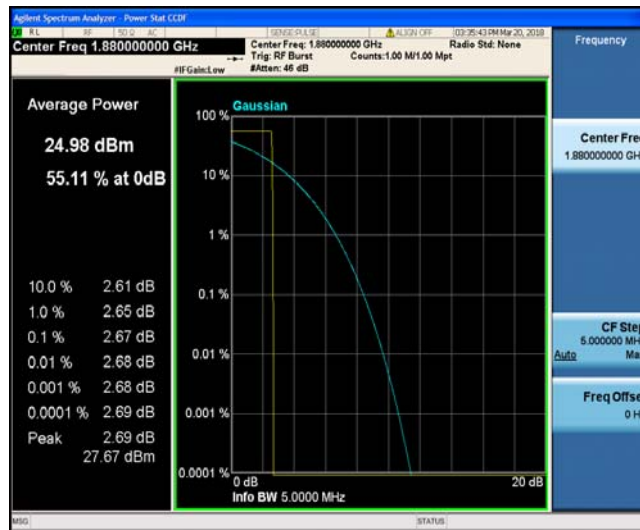 Agilent Spectrum Analyzer - Power Stat CCDF
RL RF 50 Ω AC SENSE:PULSE ALIGN OFF 03:35:43 PM Mar 20, 2018
Center Freq 1.880000000 GHz
Center Freq: 1.880000000 GHz
Radio Std: None
Trig: RF Burst
Counts:1.00 M/1.00 Mpt
#IFGain:Low
#Atten: 46 dB
Frequency
Average Power
24.98 dBm
55.11 % at 0dB
10.0 % 2.61 dB
1.0 % 2.65 dB
0.1 % 2.67 dB
0.01 % 2.68 dB
0.001 % 2.68 dB
0.0001 % 2.69 dB
Peak 2.69 dB
27.67 dBm
Gaussian
100 %
10 %
1 %
0.1 %
0.01 %
0.001 %
0.0001 %
0 dB
20 dB
Info BW 5.0000 MHz
Center Fre
1.880000000 GH
CF Ste
5.000000 MH
Auto Ma
Freq Offse
0 H
MSG
STATUS